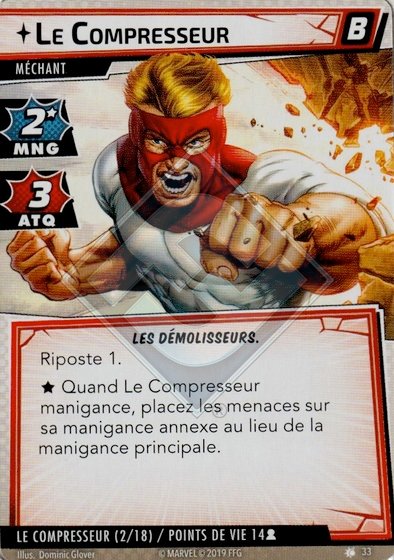 Le Compresseur
B
MÉCHANT
2
MNG
3
ATQ
LES DÉMOLISSEURS.
Riposte 1.
★ Quand Le Compresseur
manigance, placez les menaces sur
sa manigance annexe au lieu de la
manigance principale.
LE COMPRESSEUR (2/18) / POINTS DE VIE 14
Illus. Dominic Glover
© MARVEL © 2019 FFG
33